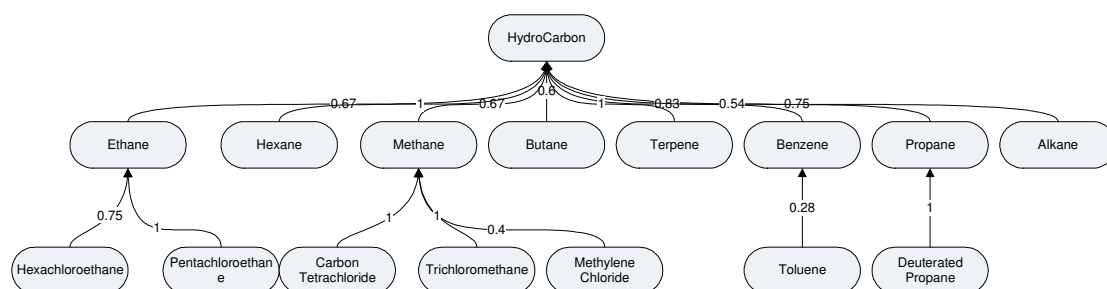 HydroCarbon
0.67
1
0.67
0.6
1
0.83
0.54
0.75
Ethane
Hexane
Methane
Butane
Terpene
Benzene
Propane
Alkane
0.75
1
1
1
0.4
0.28
1
Hexachloroethane
Pentachloroethan
e
Carbon
Tetrachloride
Trichloromethane
Methylene
Chloride
Toluene
Deuterated
Propane